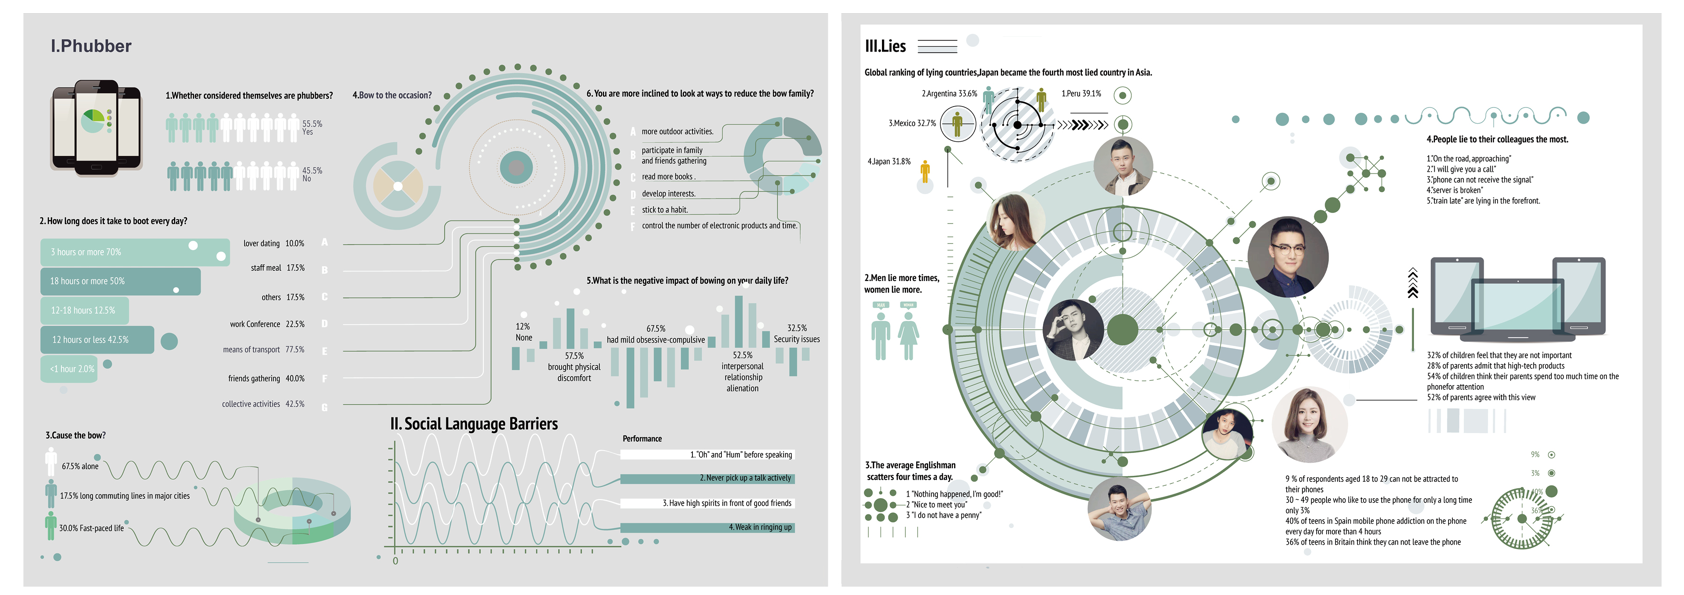 I.Phubber
1.Whether considered themselves are phubbers?
55.5%
Yes
45.5%
No
4.Bow to the occasion?
6. You are more inclined to look at ways to reduce the bow family?
A more outdoor activities.
B participate in family
and friends gathering
C read more books .
D develop interests.
E stick to a habit.
F control the number of electronic products and time.
2. How long does it take to boot every day?
3 hours or more 70%
18 hours or more 50%
12-18 hours 12.5%
12 hours or less 42.5%
<1 hour 2.0%
lover dating 10.0% A
staff meal 17.5% B
others 17.5% C
work Conference 22.5% D
means of transport 77.5% E
friends gathering 40.0% F
collective activities 42.5% G
5.What is the negative impact of bowing on your daily life?
12%
None
57.5%
brought physical
discomfort
67.5%
had mild obsessive-compulsive
52.5%
interpersonal
relationship
alienation
32.5%
Security issues
3.Cause the bow?
67.5% alone
17.5% long commuting lines in major cities
30.0% Fast-paced life
II. Social Language Barriers
0
Performance
1. "Oh" and "Hum" before speaking
2. Never pick up a talk actively
3. Have high spirits in front of good friends
4. Weak in ringing up
III.Lies
Global ranking of lying countries,Japan became the fourth most lied country in Asia.
2.Argentina 33.6%
1.Peru 39.1%
3.Mexico 32.7%
4.Japan 31.8%
2.Men lie more times,
women lie more.
3.The average Englishman
scatters four times a day.
1 "Nothing happened, I'm good!"
2 "Nice to meet you"
3 "I do not have a penny"
4.People lie to their colleagues the most.
1."On the road, approaching"
2."I will give you a call"
3."phone can not receive the signal"
4."server is broken"
5."train late" are lying in the forefront.
32% of children feel that they are not important
28% of parents admit that high-tech products
54% of children think their parents spend too much time on the
phonefor attention
52% of parents agree with this view
9 % of respondents aged 18 to 29 can not be attracted to
their phones
30 ~ 49 people who like to use the phone for only a long time
only 3%
40% of teens in Spain mobile phone addiction on the phone
every day for more than 4 hours
36% of teens in Britain think they can not leave the phone
9%
3%
36%